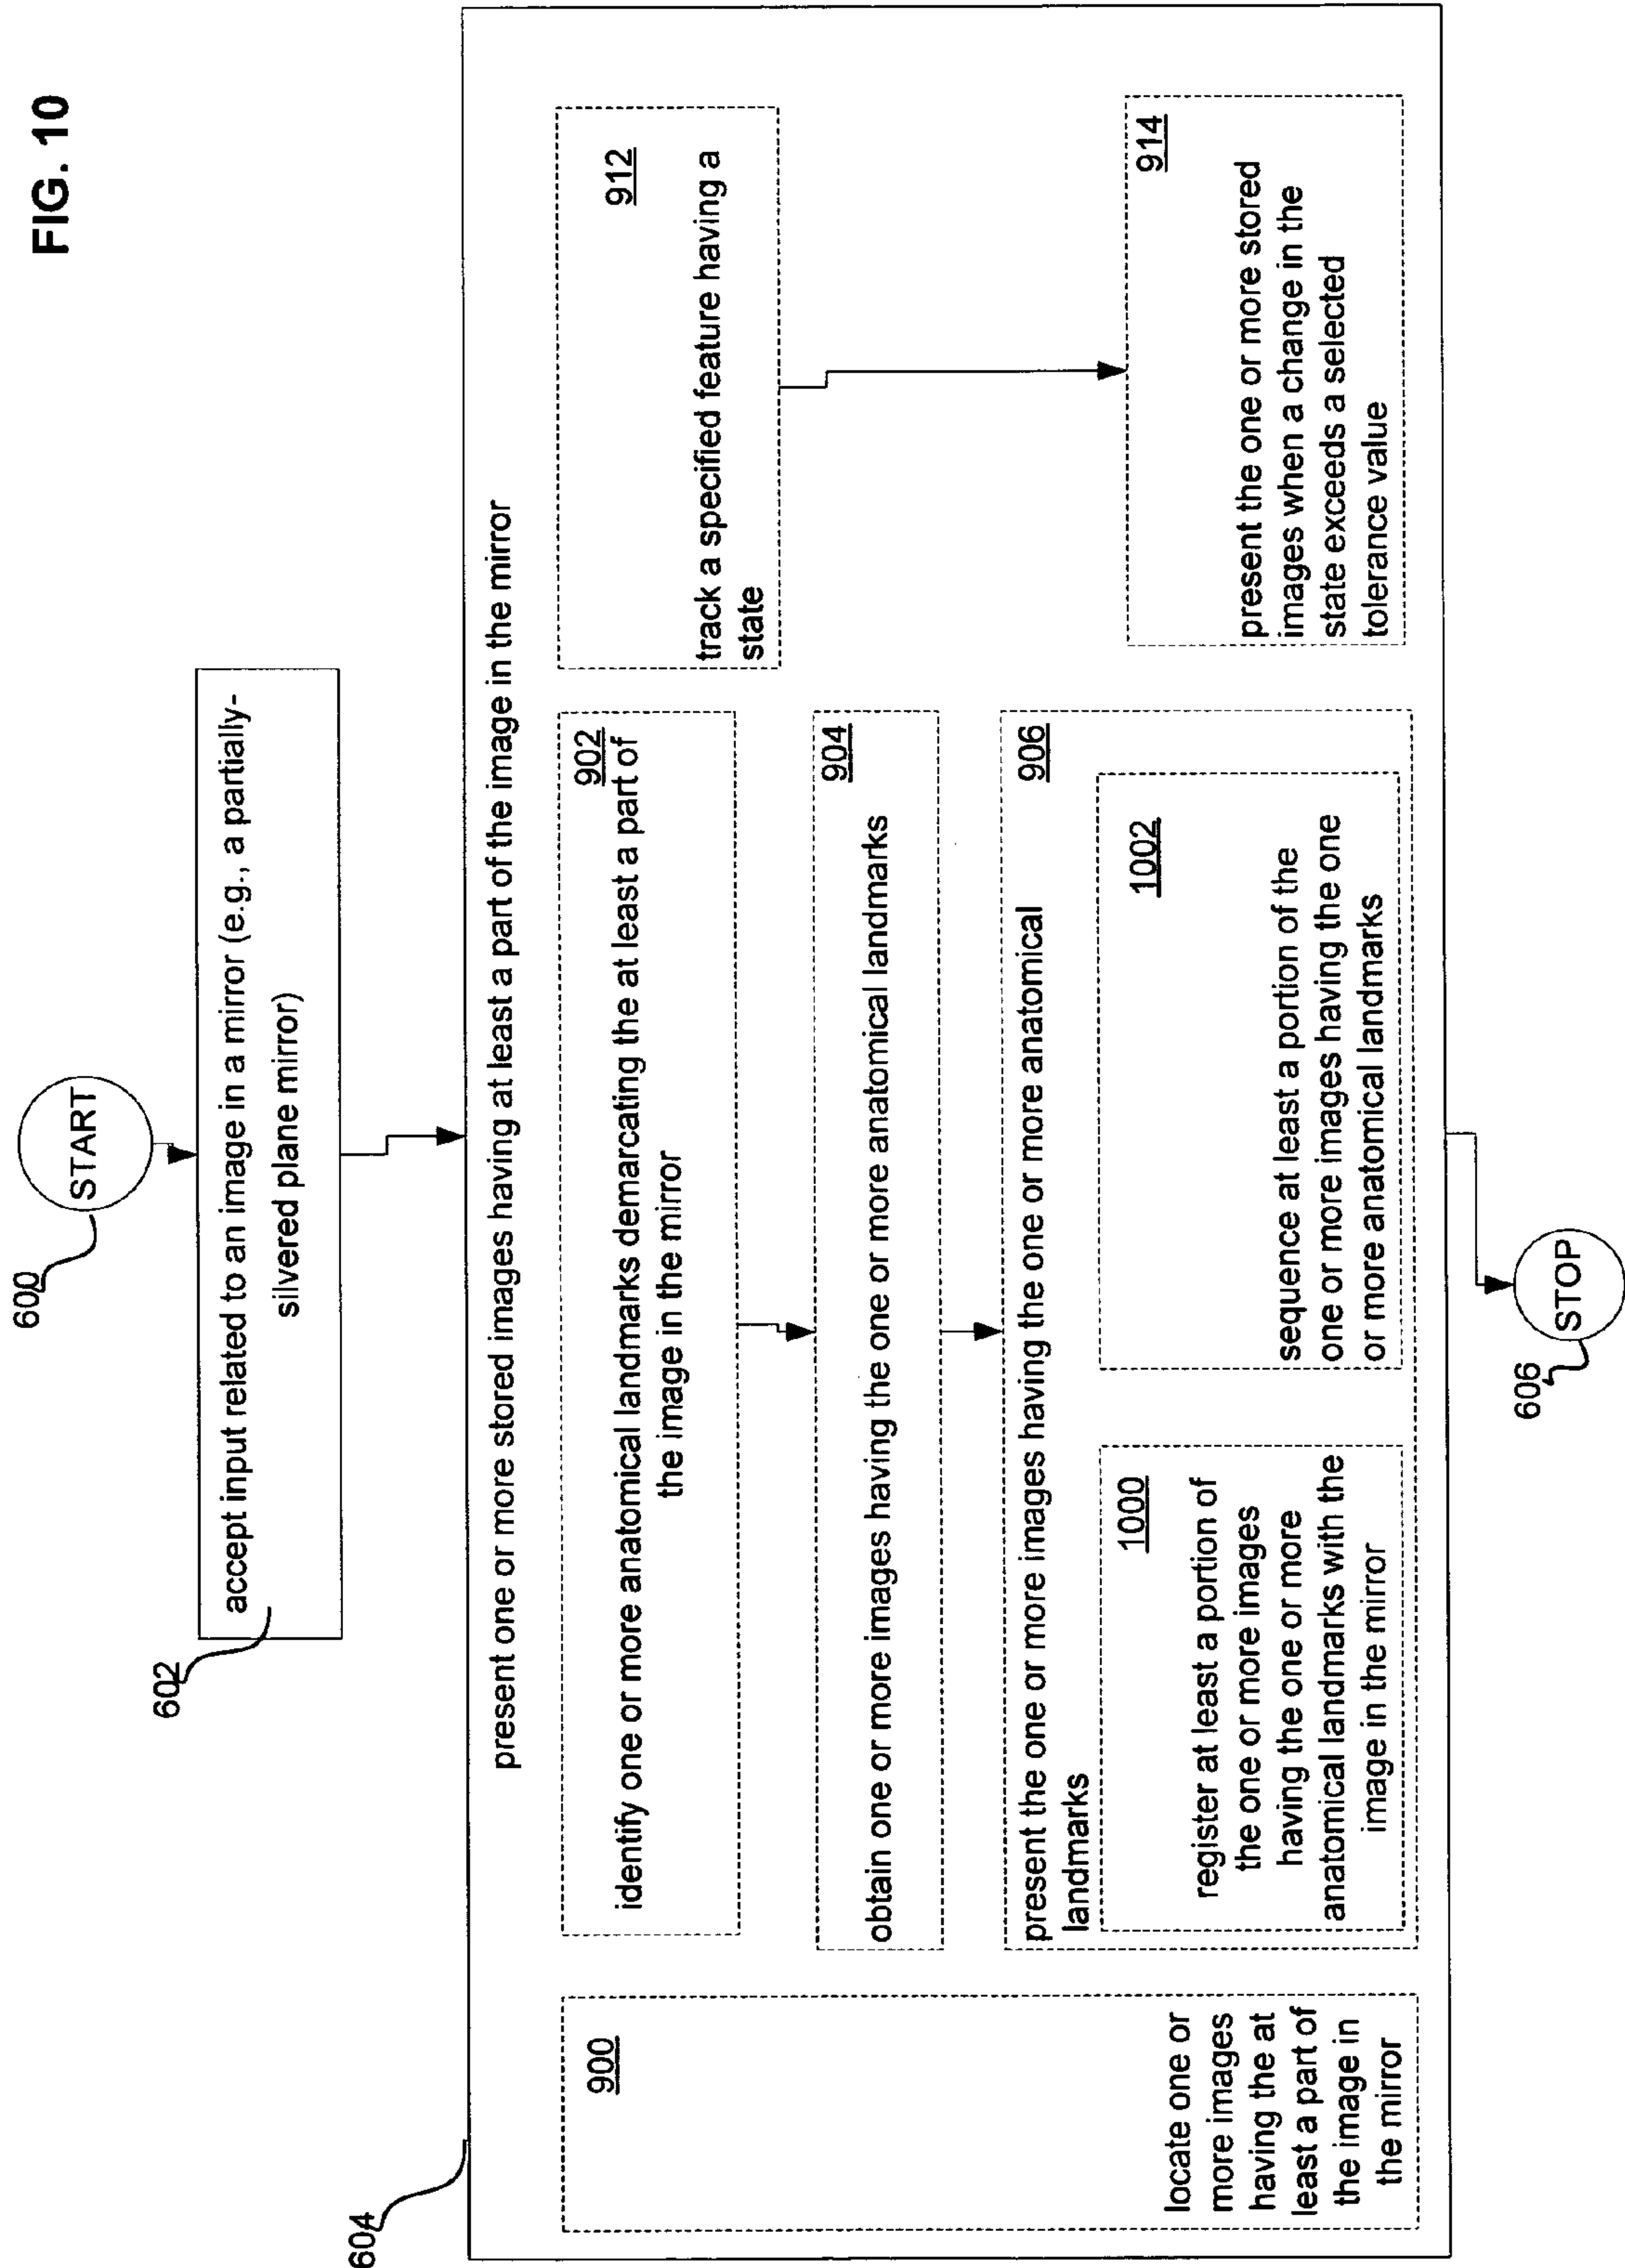 FIG. 10
600
START
602
accept input related to an image in a mirror (e.g., a partially-
silvered plane mirror)
604
present one or more stored images having at least a part of the image in the mirror
900
locate one or
more images
having the at
least a part of
the image in
the mirror
902
identify one or more anatomical landmarks demarcating the at least a part of
the image in the mirror
904
obtain one or more images having the one or more anatomical landmarks
906
present the one or more images having the one or more anatomical
landmarks
1000
register at least a portion of
the one or more images
having the one or more
anatomical landmarks with the
image in the mirror
1002
sequence at least a portion of the
one or more images having the one
or more anatomical landmarks
912
track a specified feature having a
state
914
present the one or more stored
images when a change in the
state exceeds a selected
tolerance value
606
STOP